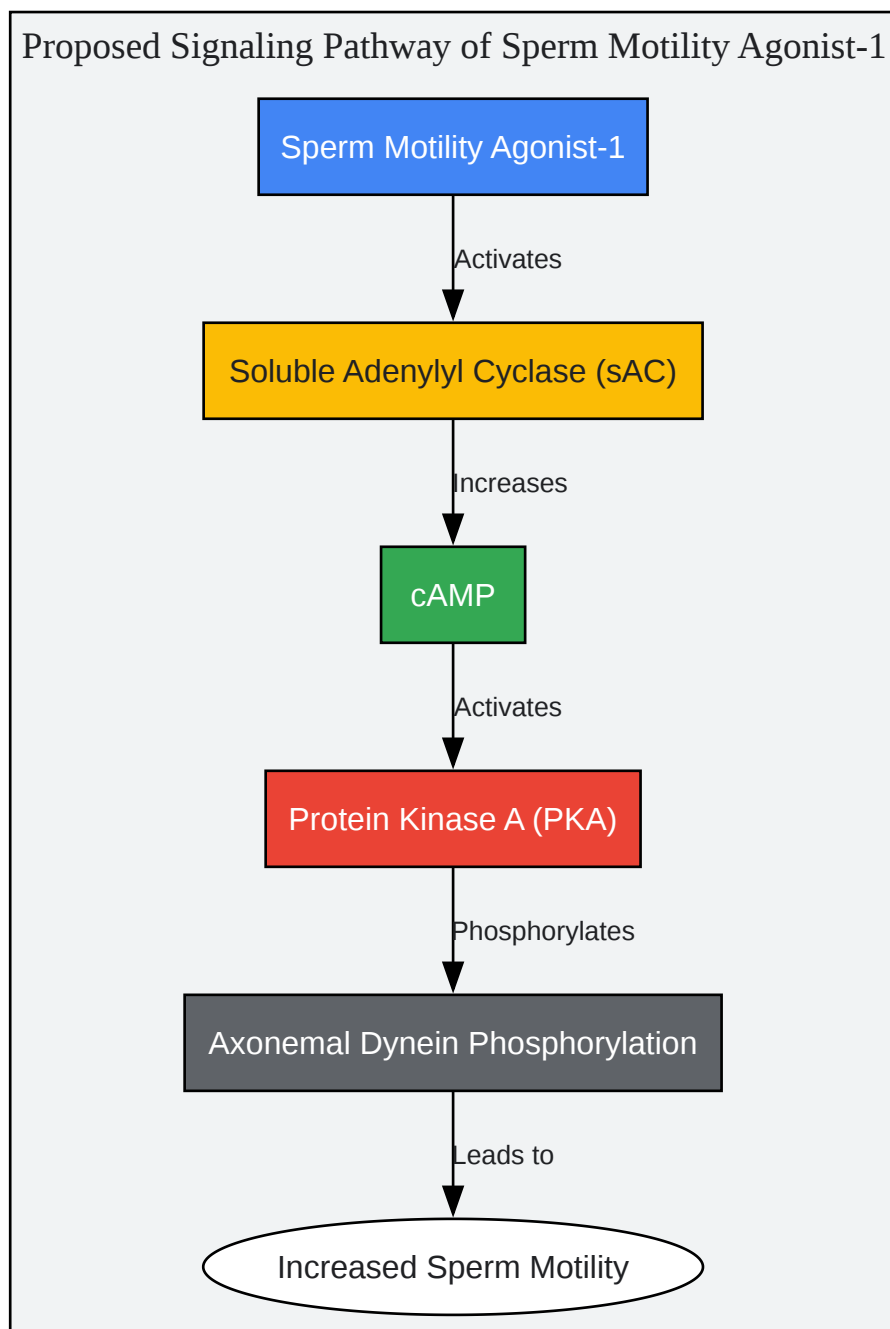 Proposed Signaling Pathway of Sperm Motility Agonist-1
Sperm Motility Agonist-1
Activates
Soluble Adenylyl Cyclase (sAC)
Increases
cAMP
Activates
Protein Kinase A (PKA)
Phosphorylates
Axonemal Dynein Phosphorylation
Leads to
Increased Sperm Motility